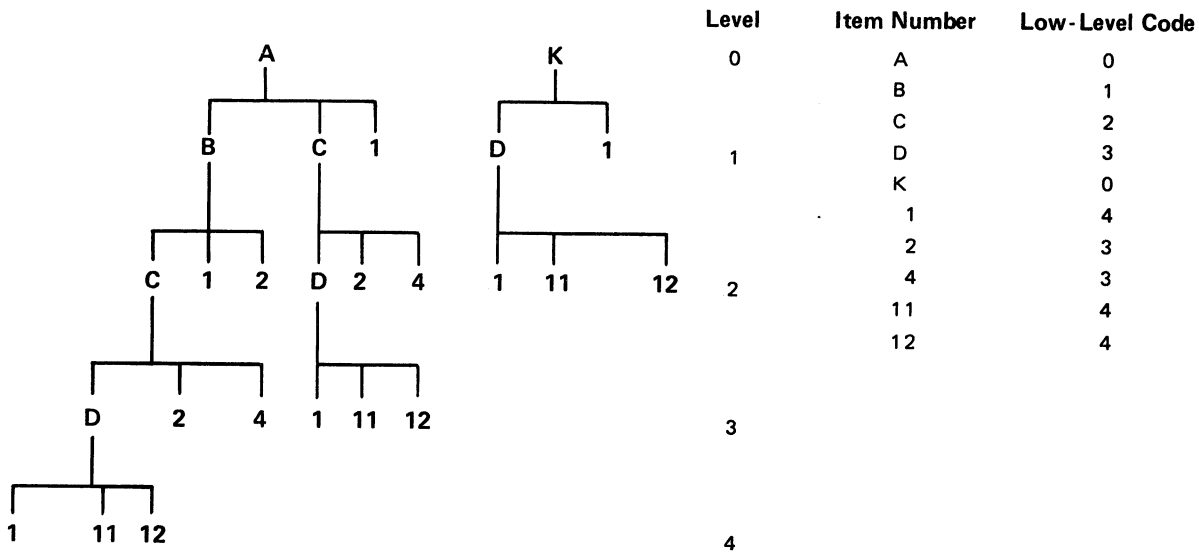 Level Item Number Low-Level Code
A K 0 A 0
B 1
C 2
B C 1 D 1 1 D 3
K 0
1 4
2 3
C 1 2 D 2 4 1 11 12 2 4 3
11 4
12 4
D 2 4 1 11 12 3
1 11 12 4